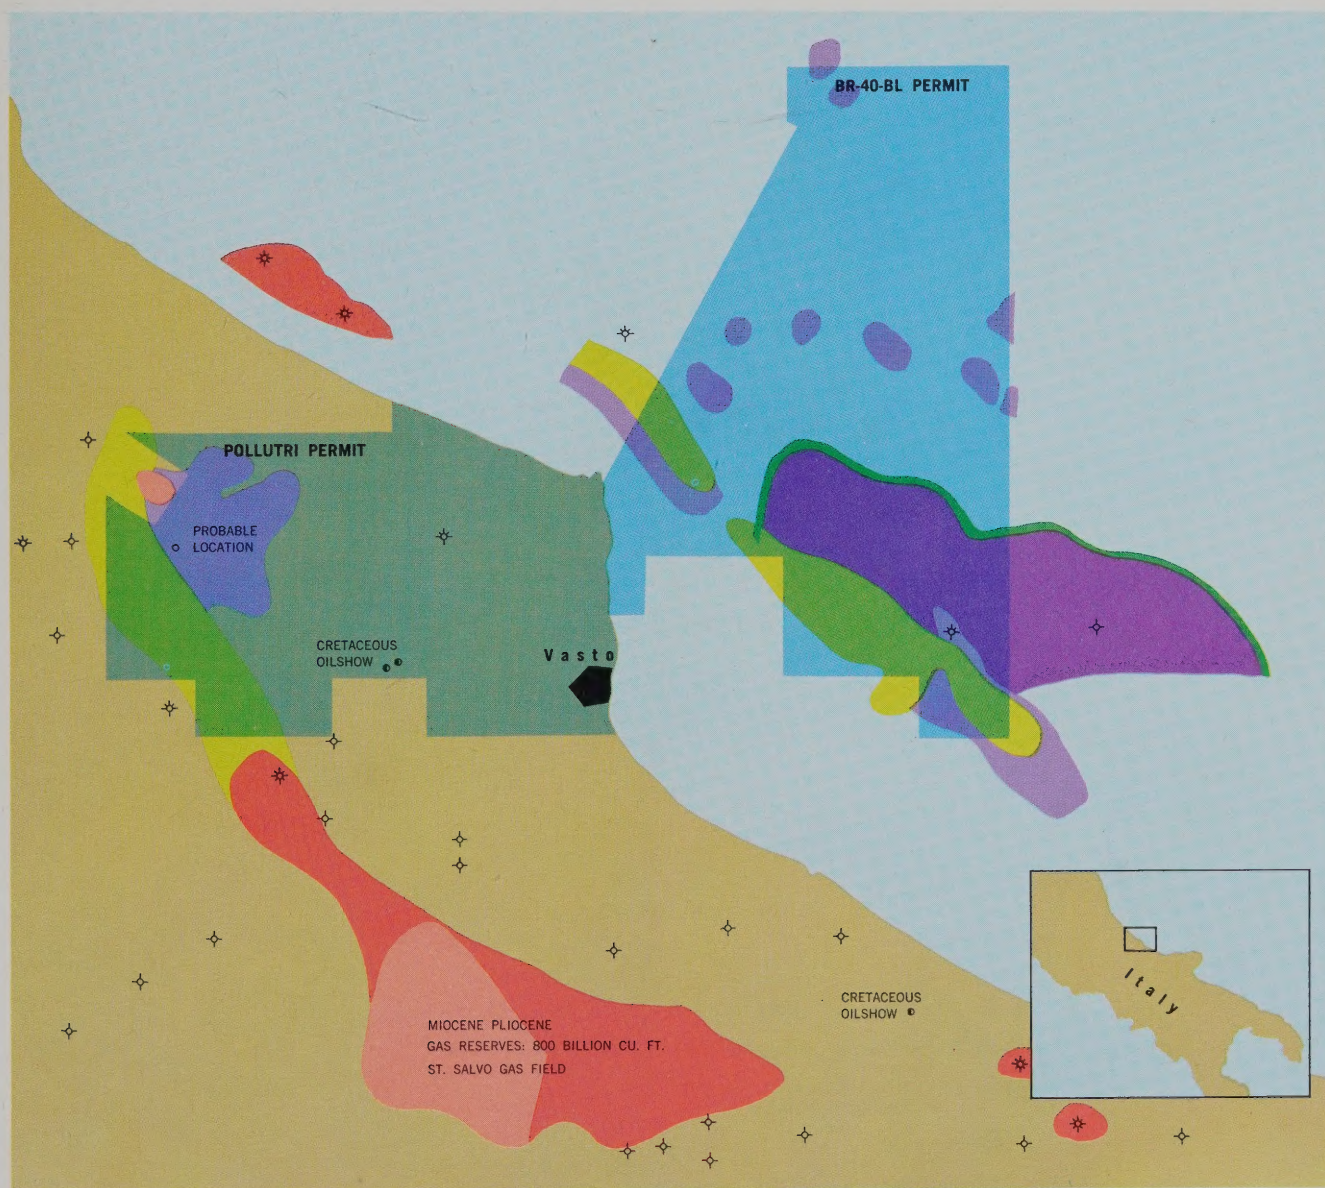 BR-40-BL PERMIT
POLLUTRI PERMIT
PROBABLE
LOCATION
CRETACEOUS
OILSHOW
Vasto
CRETACEOUS
OILSHOW
Italy
MIOCENE PLIOCENE
GAS RESERVES: 800 BILLION CU. FT.
ST. SALVO GAS FIELD